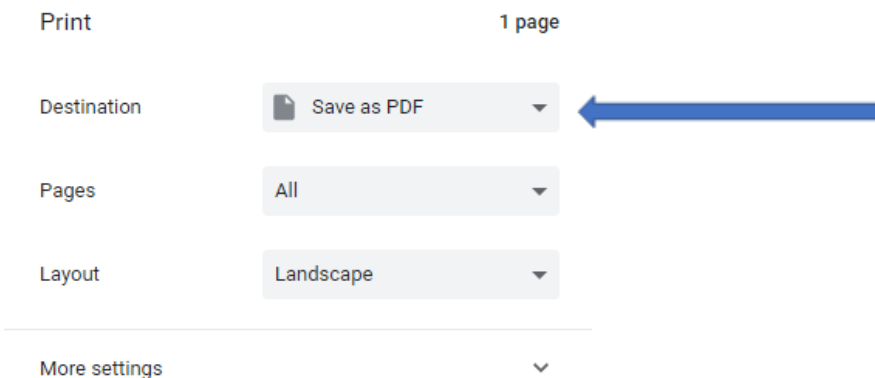 Print 1 page
Destination Save as PDF
Pages All
Layout Landscape
More settings